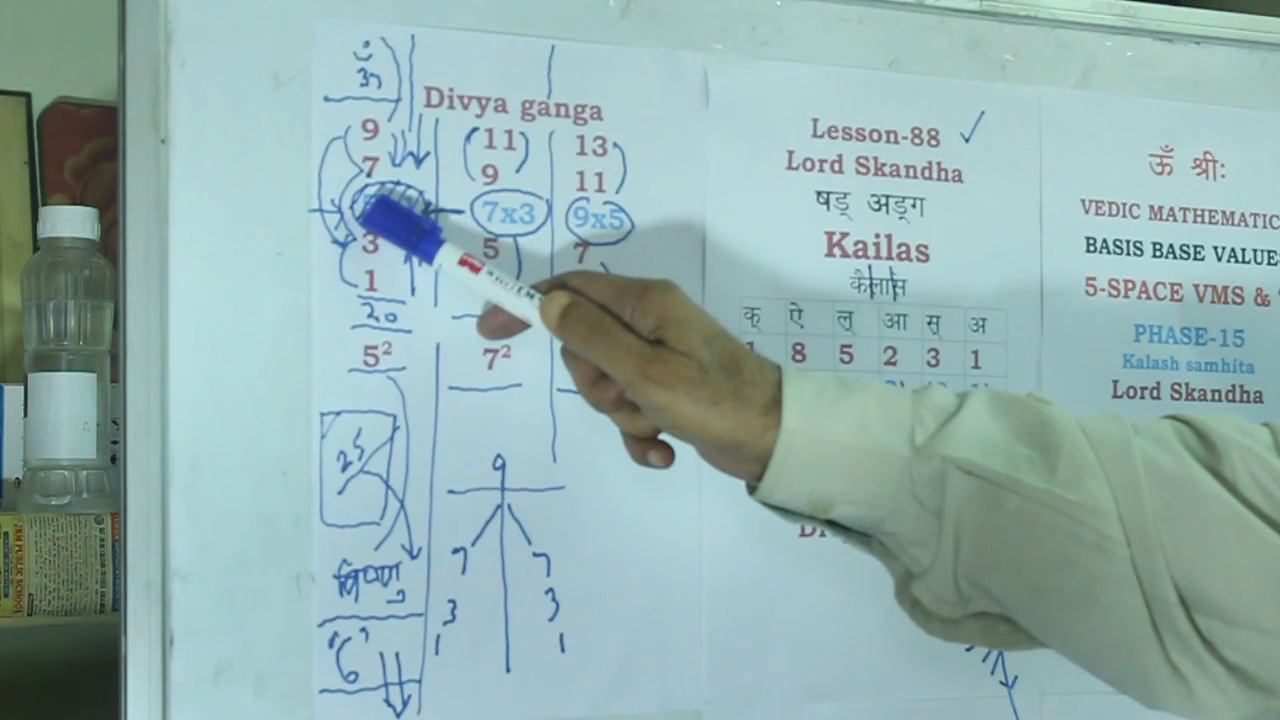 Divya ganga
9
7
3
1
20
5²
25
विष्णु
"6"
11
9
7x3
5
7²
9
7 7
3 3
1 1
13
11
9x5
7
Lesson-88
Lord Skandha
षड् अड़्ग
Kailas
कैलास
क् ऐ ल् आ स् अ
8 5 2 3 1
ऊँ श्रीः
VEDIC MATHEMATIC
BASIS BASE VALUE
5-SPACE VMS &
PHASE-15
Kalash samhita
Lord Skandha